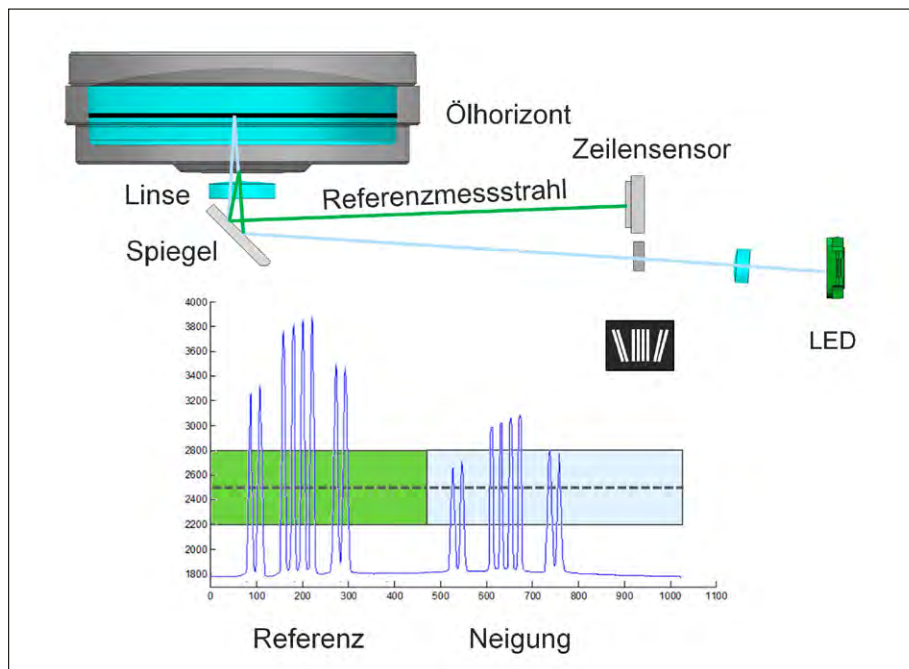 Ölhorizont
Zeilensensor
Linse
Referenzmessstrahl
Spiegel
LED
4000
3800
3600
3400
3200
3000
2800
2600
2400
2200
2000
1800
0 100 200 300 400 500 600 700 800 900 1000 1100
Referenz Neigung